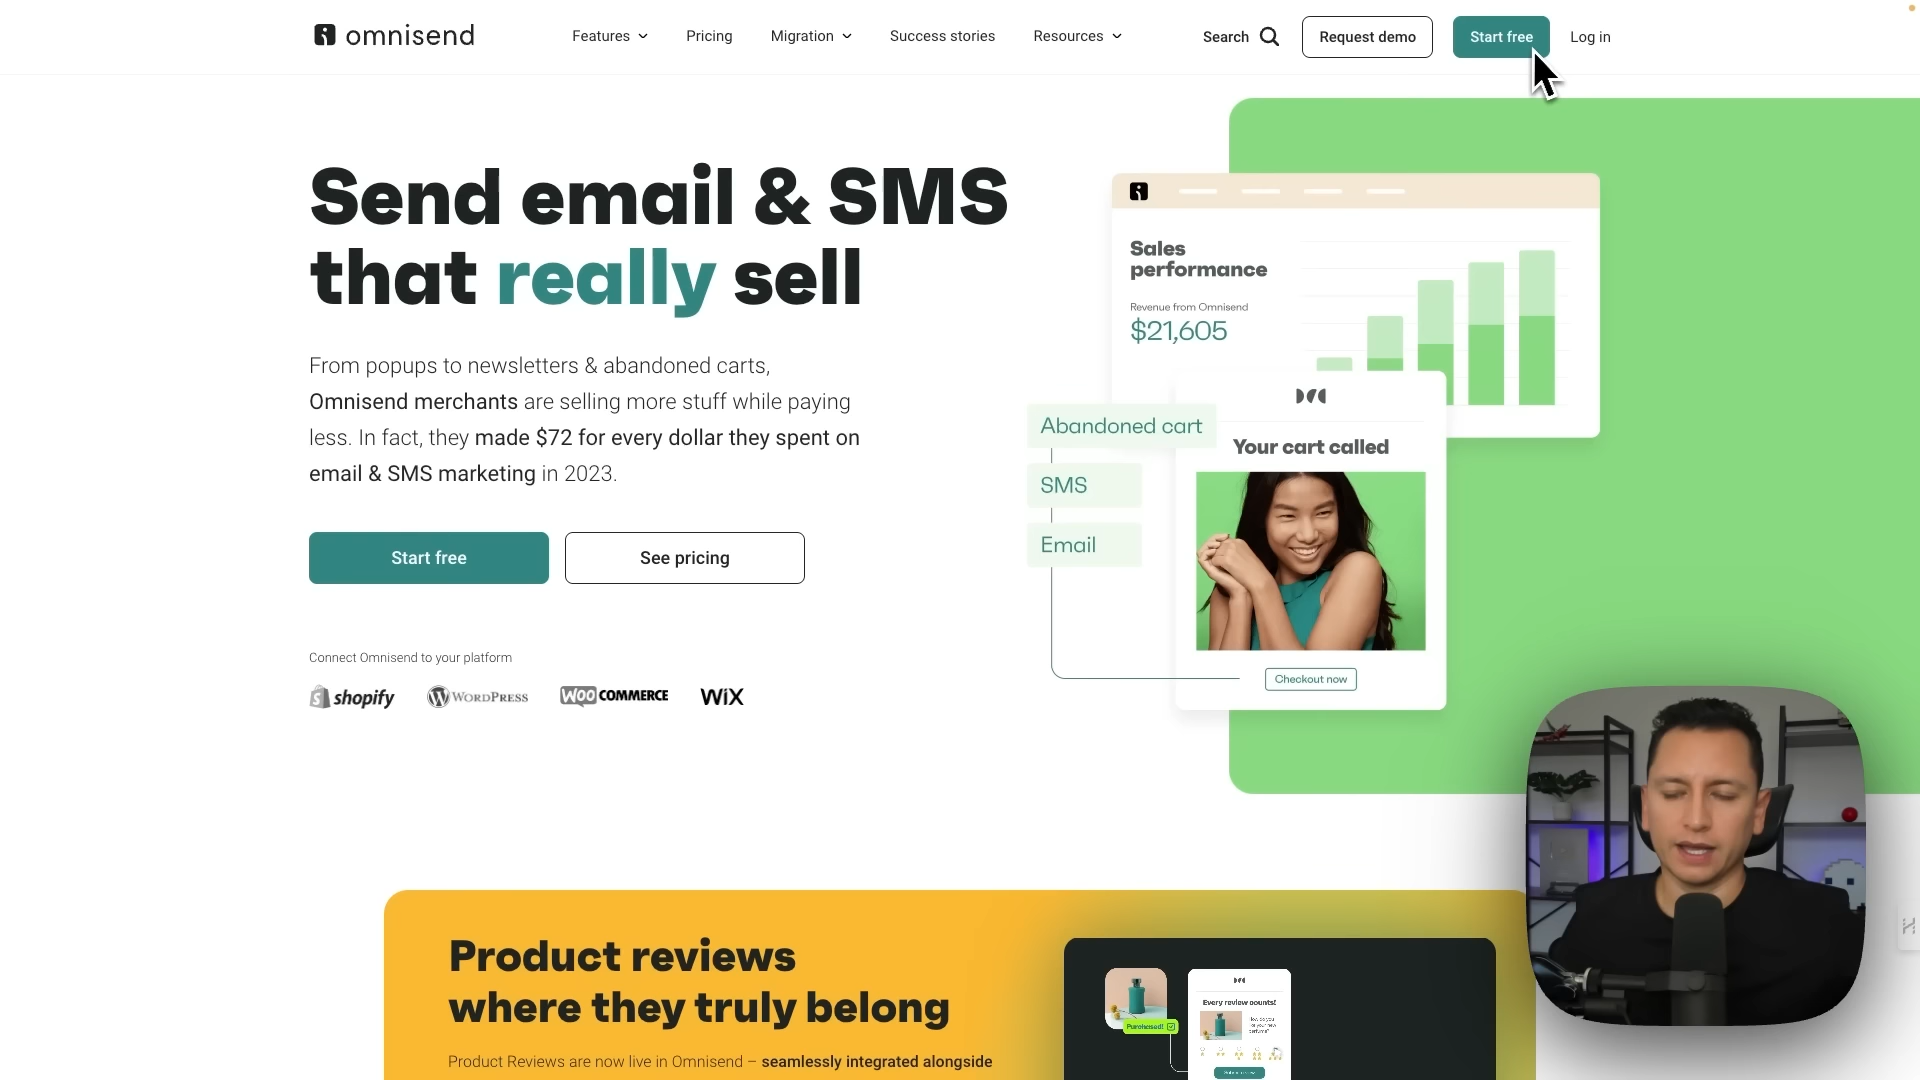 omnisend
Features
Pricing
Migration
Success stories
Resources
Search
Request demo
Start free
Log in
Send email & SMS
that really sell
From popups to newsletters & abandoned carts,
Omnisend merchants are selling more stuff while paying
less. In fact, they made $72 for every dollar they spent on
email & SMS marketing in 2023.
Start free
See pricing
Connect Omnisend to your platform
shopify
WORDPRESS
WOO COMMERCE
WiX
Sales
performance
Revenue from Omnisend
$21,605
Abandoned cart
SMS
Email
Your cart called
Checkout now
Product reviews
where they truly belong
Product Reviews are now live in Omnisend – seamlessly integrated alongside
Purchased!
Every review counts!